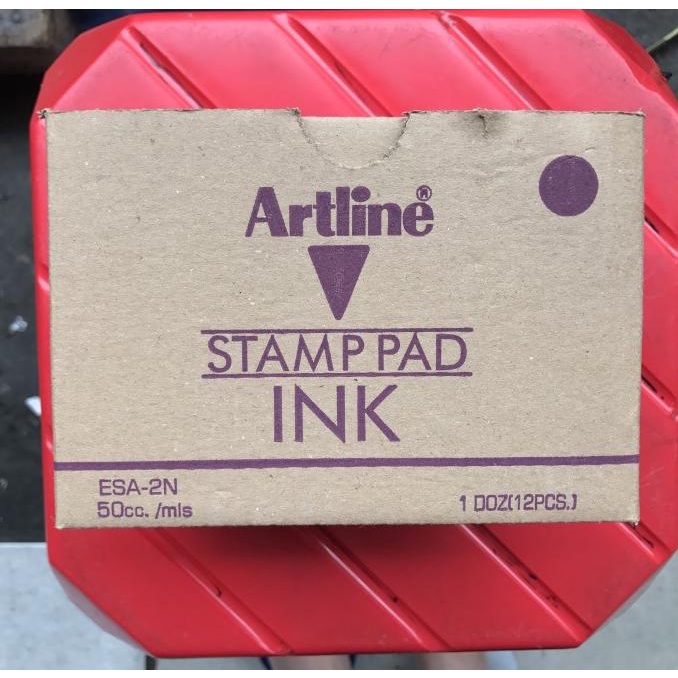 Artline®
STAMP PAD
INK
ESA-2N
50cc. /mls
1 DOZ(12PCS.)